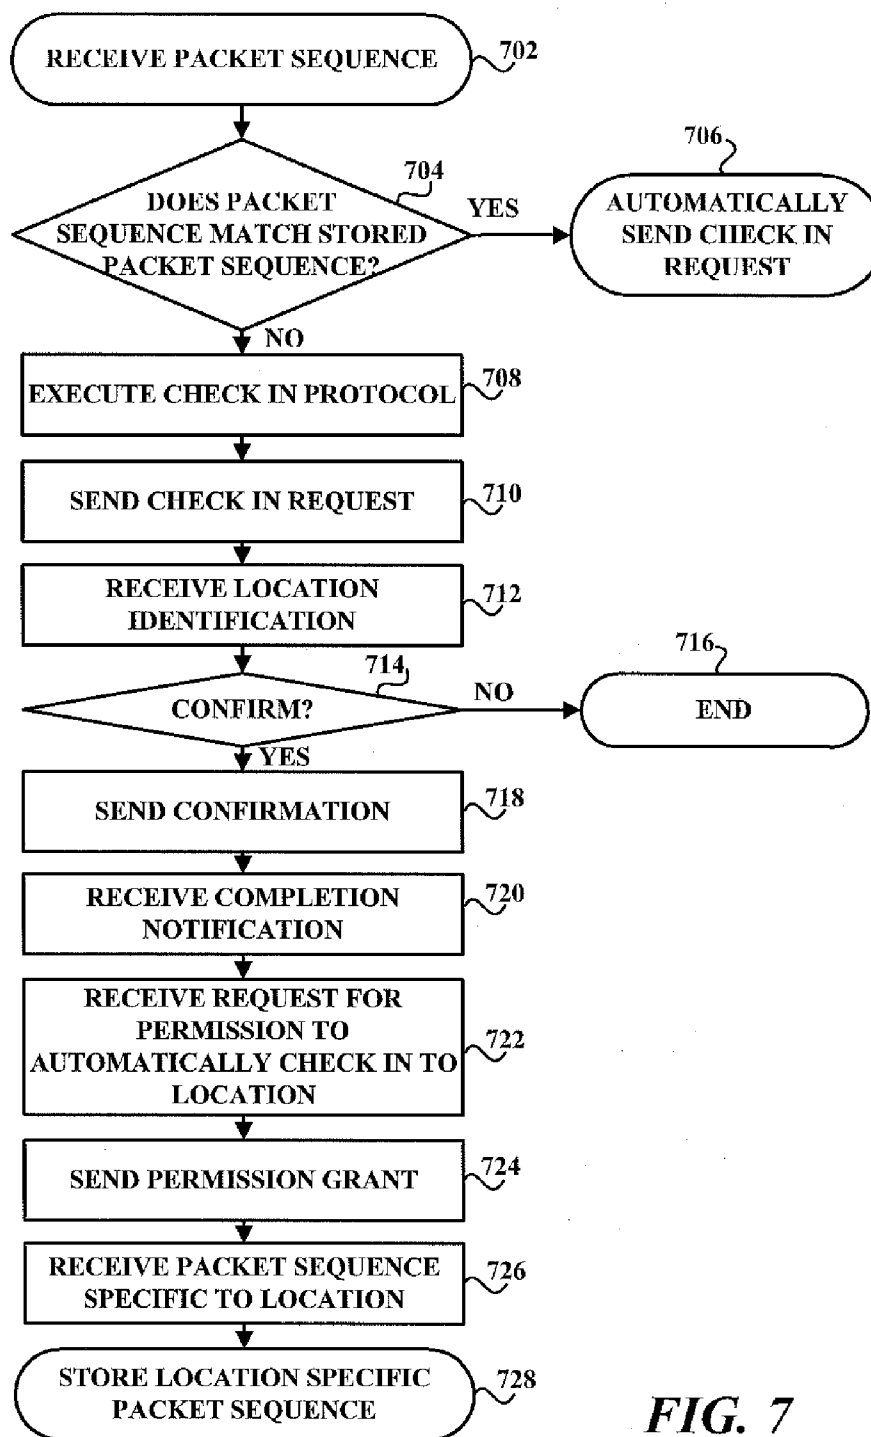 RECEIVE PACKET SEQUENCE
702
706
704
DOES PACKET
SEQUENCE MATCH STORED
PACKET SEQUENCE?
YES
AUTOMATICALLY
SEND CHECK IN
REQUEST
NO
EXECUTE CHECK IN PROTOCOL
708
SEND CHECK IN REQUEST
710
RECEIVE LOCATION
IDENTIFICATION
712
714
716
CONFIRM?
NO
END
YES
SEND CONFIRMATION
718
RECEIVE COMPLETION
NOTIFICATION
720
RECEIVE REQUEST FOR
PERMISSION TO
AUTOMATICALLY CHECK IN TO
LOCATION
722
SEND PERMISSION GRANT
724
RECEIVE PACKET SEQUENCE
SPECIFIC TO LOCATION
726
STORE LOCATION SPECIFIC
PACKET SEQUENCE
728
FIG. 7